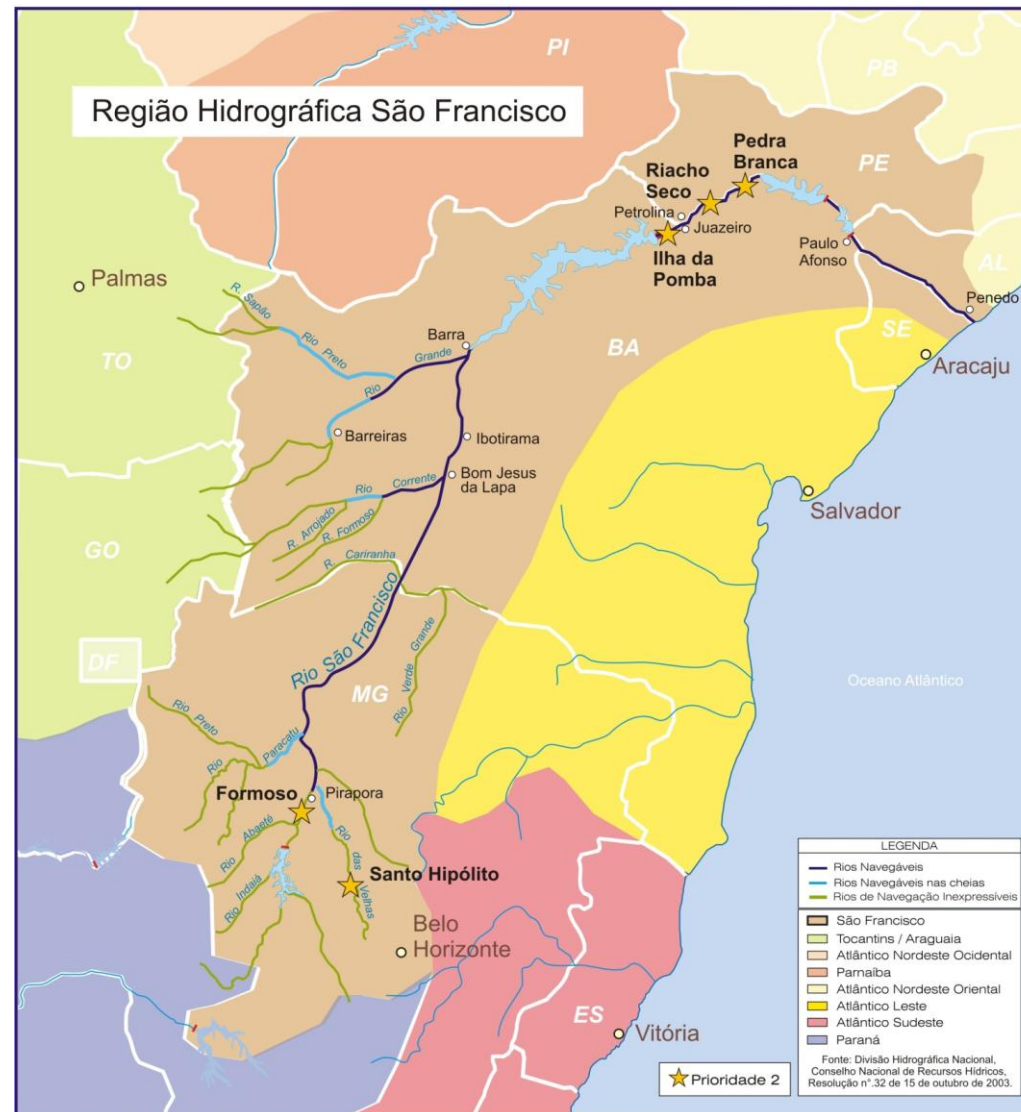 Região Hidrográfica São Francisco
PI
PB
Pedra
Branca
PE
Riacho
Seco
Petrolina
Juazeiro
Ilha da
Pomba
Paulo
Afonso
AL
Palmas
Penedo
R. Sapão
Rio Preto
Barra
BA
SE
Grande
Rio
TO
Aracaju
Barreiras
Ibotirama
Bom Jesus
da Lapa
Rio Corrente
Salvador
R. Arrojado
R. Formoso
GO
R. Cariranha
Rio São Francisco
Rio Verde Grande
DF
MG
Oceano Atlântico
Rio Preto
Paracatu
Rio
Formoso
Pirapora
Rio Abaeté
Rio das Velhas
Rio Indaiá
Santo Hipólito
Belo
Horizonte
ES
Vitória
Prioridade 2
LEGENDA
Rios Navegáveis
Rios Navegáveis nas cheias
Rios de Navegação Inexpressíveis
São Francisco
Tocantins / Araguaia
Atlântico Nordeste Ocidental
Parnaíba
Atlântico Nordeste Oriental
Atlântico Leste
Atlântico Sudeste
Paraná
Fonte: Divisão Hidrográfica Nacional,
Conselho Nacional de Recursos Hídricos,
Resolução nº.32 de 15 de outubro de 2003.